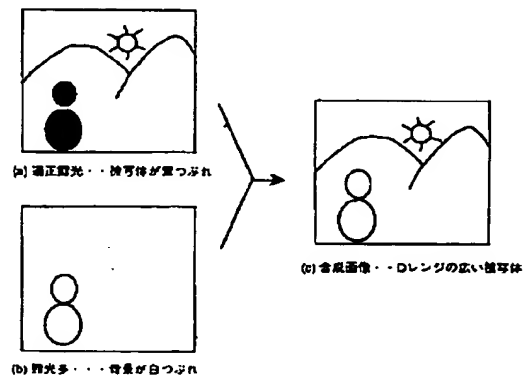 (a) 適正露光・・被写体が黒つぶれ
(b) 露光多・・・背景が白つぶれ
(c) 合成画像・・Dレンジの広い被写体